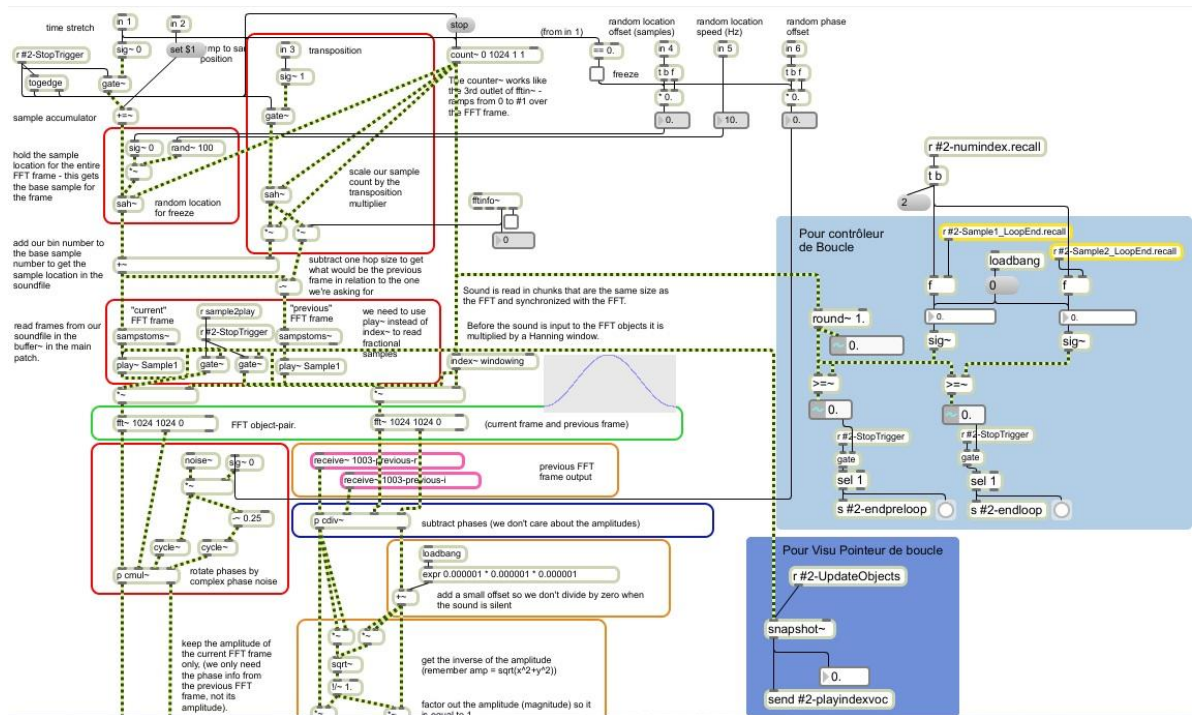 time stretch
in 1
in 2
r #2-StopTrigger
sig~ 0
set $1
position
togedge
gate~
sample accumulator
+=~
in 3
transposition
sig~ 1
gate~
stop
(from in 1)
count~ 0 1024 1 1
The counter~ works like
the 3rd outlet of fftin~ -
ramps from 0 to #1 over
the FFT frame.
== 0.
freeze
random location
offset (samples)
in 4
t b f
* 0.
0.
random location
speed (Hz)
in 5
10.
random phase
offset
in 6
t b f
* 0.
0.
hold the sample
location for the entire
FFT frame - this gets
the base sample for
the frame
sig~ 0
rand~ 100
*~
sah~
random location
for freeze
sah~
scale our sample
count by the
transposition
multiplier
*~
*~
fftinfo~
0
add our bin number to
the base sample
number to get the
sample location in the
soundfile
+~
-~
subtract one hop size to get
what would be the previous
frame in relation to the one
we're asking for
Sound is read in chunks that are the same size as
the FFT and synchronized with the FFT.
Before the sound is input to the FFT objects it is
multiplied by a Hanning window.
read frames from our
soundfile in the
buffer~ in the main
patch.
"current"
FFT frame
r sample2play
"previous"
FFT frame
r #2-StopTrigger
sampstoms~
sampstoms~
play~ Sample1
gate~
gate~
play~ Sample1
we need to use
play~ instead of
index~ to read
fractional
samples
index~ windowing
*~
*~
fft~ 1024 1024 0
FFT object-pair.
fft~ 1024 1024 0
(current frame and previous frame)
noise~
sig~ 0
*~
0.25
cycle~
cycle~
p cmul~
rotate phases by
complex phase noise
receive~ 1003-previous-r
receive~ 1003-previous-i
previous FFT
frame output
p cdiv~
subtract phases (we don't care about the amplitudes)
loadbang
expr 0.000001 * 0.000001 * 0.000001
+~
add a small offset so we don't divide by zero when
the sound is silent
keep the amplitude of
the current FFT frame
only, (we only need
the phase info from
the previous FFT
frame, not its
amplitude).
*~
*~
sqrt~
!/~ 1.
get the inverse of the amplitude
(remember amp = sqrt(x^2+y^2))
factor out the amplitude (magnitude) so it
is equal to 1
*~
*~
r #2-numindex.recall
t b
2
Pour contrôleur
de Boucle
r #2-Sample1_LoopEnd.recall
r #2-Sample2_LoopEnd.recall
loadbang
f
0
f
0.
0.
round~ 1.
0.
sig~
sig~
>=~
>=~
0.
0.
r #2-StopTrigger
r #2-StopTrigger
gate
gate
sel 1
sel 1
s #2-endpreloop
s #2-endloop
Pour Visu Pointeur de boucle
r #2-UpdateObjects
snapshot~
0.
send #2-playindexvoc